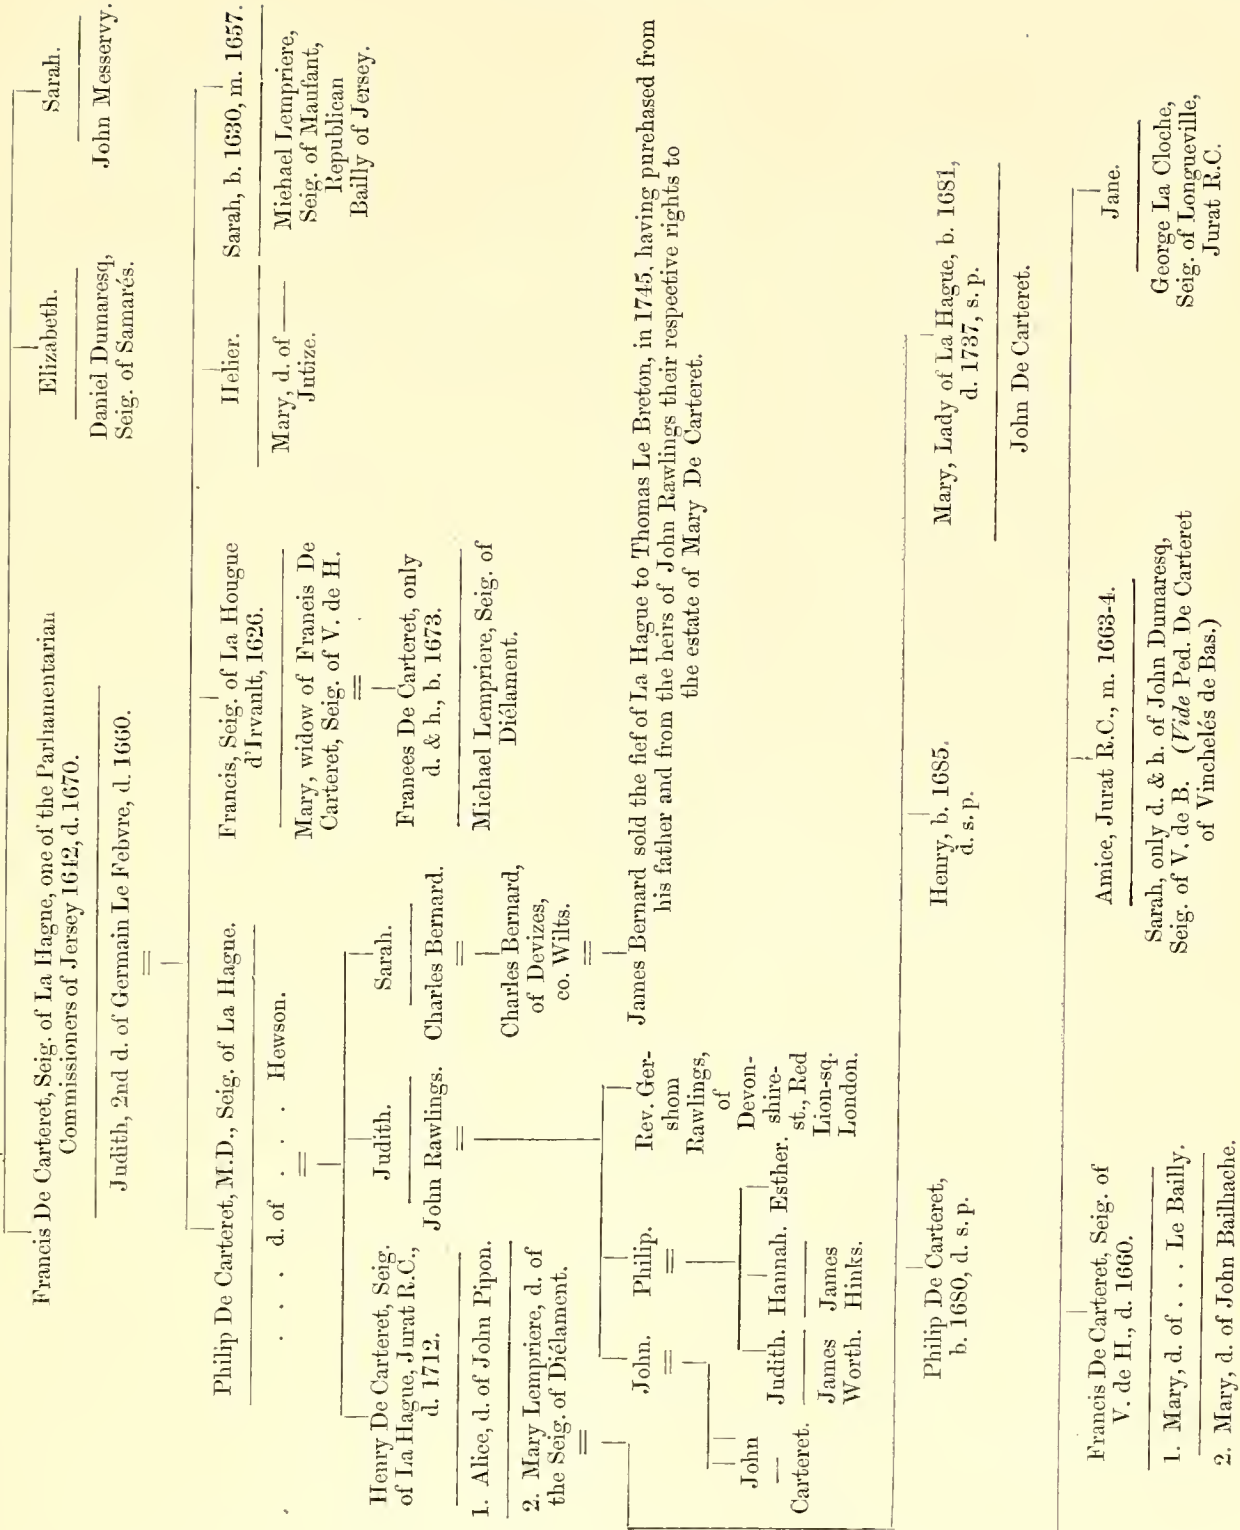 Francis De Carteret, Seig. of La Hague, one of the Parliamentarian
Commissioners of Jersey 1642, d. 1670.
Judith, 2nd d. of Germain Le Febvre, d. 1660.
Elizabeth.
Daniel Dumaresq,
Seig. of Samarés.
Sarah.
John Messervy.
Philip De Carteret, M.D., Seig. of La Hague.
. . . d. of . . . Hewson.
Francis, Seig. of La Hougue
d'Irvault, 1626.
Mary, widow of Francis De
Carteret, Seig. of V. de H.
Frances De Carteret, only
d. & h., b. 1673.
Michael Lempriere, Seig. of
Diélament.
Helier.
Mary, d. of ——
Jutize.
Sarah, b. 1630, m. 1657.
Michael Lempriere,
Seig. of Maufant,
Republican
Bailly of Jersey.
Henry De Carteret, Seig.
of La Hague, Jurat R.C.,
d. 1712.
1. Alice, d. of John Pipon.
2. Mary Lempriere, d. of
the Seig. of Diélament.
Judith.
John Rawlings.
Sarah.
Charles Bernard.
Charles Bernard,
of Devizes,
co. Wilts.
John.
John
—
Carteret.
Philip.
Judith. Hannah. Esther.
James
Worth.
James
Hinks.
Rev. Ger-
shom
Rawlings,
of
Devon-
shire-
st., Red
Lion-sq.
London.
James Bernard sold the fief of La Hague to Thomas Le Breton, in 1745, having purchased from
his father and from the heirs of John Rawlings their respective rights to
the estate of Mary De Carteret.
Philip De Carteret,
b. 1680, d. s. p.
Henry, b. 1685.
d. s. p.
Mary, Lady of La Hague, b. 1681,
d. 1737, s. p.
John De Carteret.
Francis De Carteret, Seig. of
V. de H., d. 1660.
1. Mary, d. of . . . Le Bailly.
2. Mary, d. of John Bailhache.
Amice, Jurat R.C., m. 1663-4.
Sarah, only d. & h. of John Dumaresq,
Seig. of V. de B. (Vide Ped. De Carteret
of Vinchelés de Bas.)
Jane.
George La Cloche,
Seig. of Longueville,
Jurat R.C.